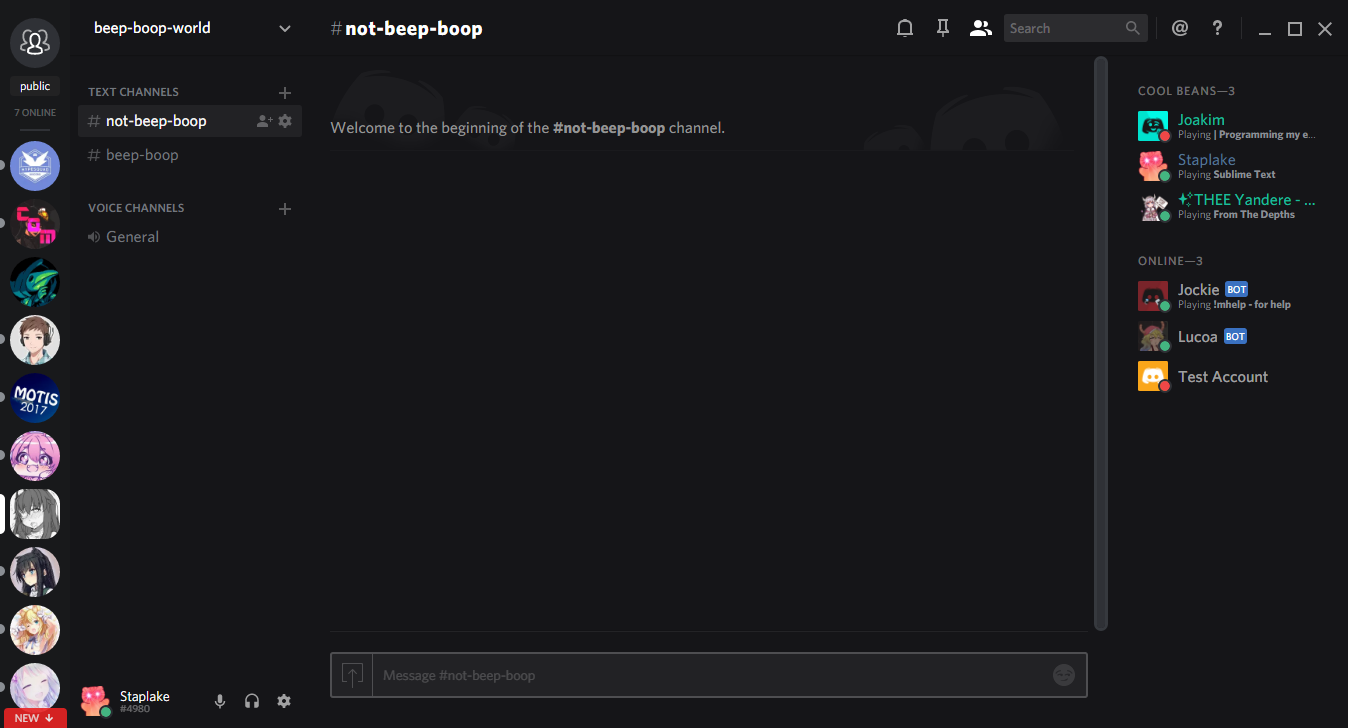 public
7 ONLINE
MOTIS
2017
NEW
beep-boop-world
TEXT CHANNELS
# not-beep-boop
# beep-boop
VOICE CHANNELS
General
Staplake
#4980
#not-beep-boop
Search
@
?
Welcome to the beginning of the #not-beep-boop channel.
Message #not-beep-boop
COOL BEANS—3
Joakim
Playing | Programming my e...
Staplake
Playing Sublime Text
THEE Yandere - ...
Playing From The Depths
ONLINE—3
Jockie BOT
Playing !mhelp - for help
Lucoa BOT
Test Account